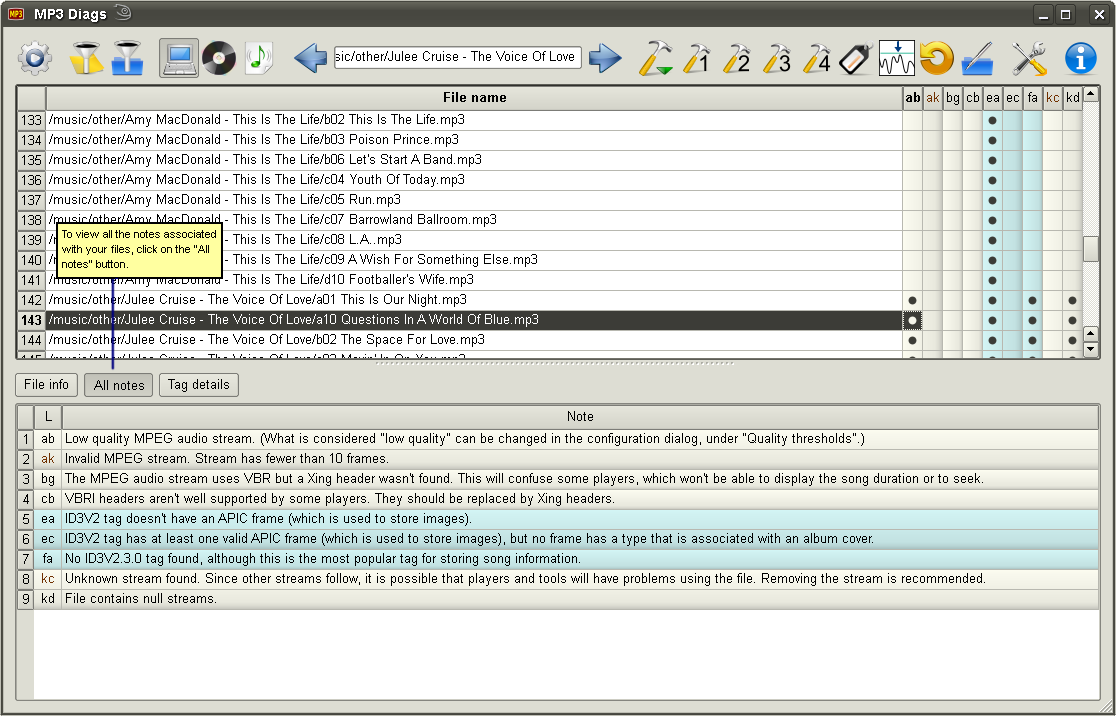 MP3 MP3 Diags
sic/other/Julee Cruise - The Voice Of Love
1 2 3 4
File name ab ak bg cb ea ec fa kc kd
133 /music/other/Amy MacDonald - This Is The Life/b02 This Is The Life.mp3
134 /music/other/Amy MacDonald - This Is The Life/b03 Poison Prince.mp3
135 /music/other/Amy MacDonald - This Is The Life/b06 Let's Start A Band.mp3
136 /music/other/Amy MacDonald - This Is The Life/c04 Youth Of Today.mp3
137 /music/other/Amy MacDonald - This Is The Life/c05 Run.mp3
138 /music/other/Amy MacDonald - This Is The Life/c07 Barrowland Ballroom.mp3
139 This Is The Life/c08 L.A..mp3
140 This Is The Life/c09 A Wish For Something Else.mp3
141 /music/other/Amy MacDonald - This Is The Life/d10 Footballer's Wife.mp3
142 /music/other/Julee Cruise - The Voice Of Love/a01 This Is Our Night.mp3
143 /music/other/Julee Cruise - The Voice Of Love/a10 Questions In A World Of Blue.mp3
144 /music/other/Julee Cruise - The Voice Of Love/b02 The Space For Love.mp3
To view all the notes associated
with your files, click on the "All
notes" button.
File info All notes Tag details
L Note
1 ab Low quality MPEG audio stream. (What is considered "low quality" can be changed in the configuration dialog, under "Quality thresholds".)
2 ak Invalid MPEG stream. Stream has fewer than 10 frames.
3 bg The MPEG audio stream uses VBR but a Xing header wasn't found. This will confuse some players, which won't be able to display the song duration or to seek.
4 cb VBRI headers aren't well supported by some players. They should be replaced by Xing headers.
5 ea ID3V2 tag doesn't have an APIC frame (which is used to store images).
6 ec ID3V2 tag has at least one valid APIC frame (which is used to store images), but no frame has a type that is associated with an album cover.
7 fa No ID3V2.3.0 tag found, although this is the most popular tag for storing song information.
8 kc Unknown stream found. Since other streams follow, it is possible that players and tools will have problems using the file. Removing the stream is recommended.
9 kd File contains null streams.